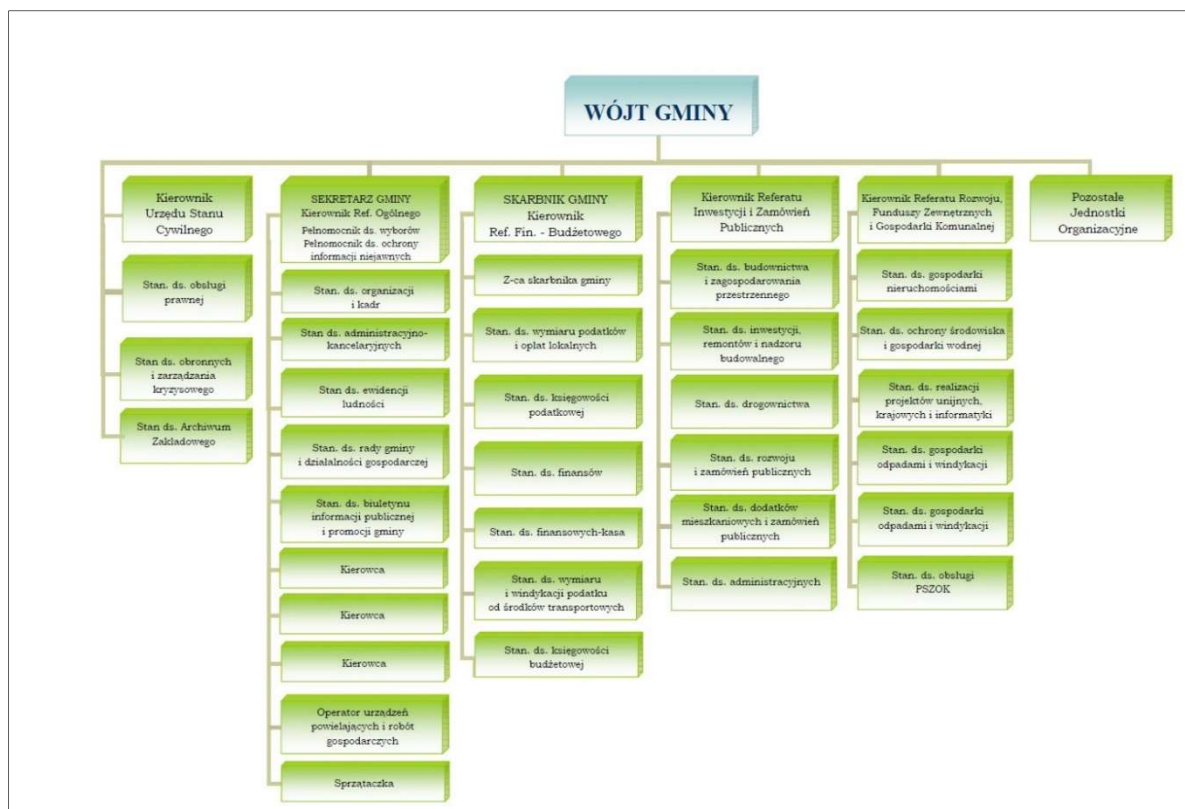 WÓJT GMINY
Kierownik
Urzędu Stanu
Cywilnego
Stan. ds. obsługi
prawnej
Stan ds. obronnych
i zarządzania
kryzysowego
Stan ds. Archiwum
Zakładowego
SEKRETARZ GMINY
Kierownik Ref. Ogólnego
Pełnomocnik ds. wyborów
Pełnomocnik ds. ochrony
informacji niejawnych
Stan. ds. organizacji
i kadr
Stan ds. administracyjno-
kancelaryjnych
Stan ds. ewidencji
ludności
Stan. ds. rady gminy
i działalności gospodarczej
Stan. ds. biuletynu
informacji publicznej
i promocji gminy
Kierowca
Kierowca
Kierowca
Operator urządzeń
powielających i robót
gospodarczych
Sprzątaczka
SKARBNIK GMINY
Kierownik
Ref. Fin. - Budżetowego
Z-ca skarbnika gminy
Stan. ds. wymiaru podatków
i opłat lokalnych
Stan. ds. księgowości
podatkowej
Stan. ds. finansów
Stan. ds. finansowych-kasa
Stan. ds. wymiaru
i windykacji podatku
od środków transportowych
Stan. ds. księgowości
budżetowej
Kierownik Referatu
Inwestycji i Zamówień
Publicznych
Stan. ds. budownictwa
i zagospodarowania
przestrzennego
Stan. ds. inwestycji,
remontów i nadzoru
budowalnego
Stan. ds. drogownictwa
Stan. ds. rozwoju
i zamówień publicznych
Stan. ds. dodatków
mieszkaniowych i zamówień
publicznych
Stan. ds. administracyjnych
Kierownik Referatu Rozwoju,
Funduszy Zewnętrznych
i Gospodarki Komunalnej
Stan. ds. gospodarki
nieruchomościami
Stan. ds. ochrony środowiska
i gospodarki wodnej
Stan. ds. realizacji
projektów unijnych,
krajowych i informatyki
Stan. ds. gospodarki
odpadami i windykacji
Stan. ds. gospodarki
odpadami i windykacji
Stan. ds. obsługi
PSZOK
Pozostałe
Jednostki
Organizacyjne